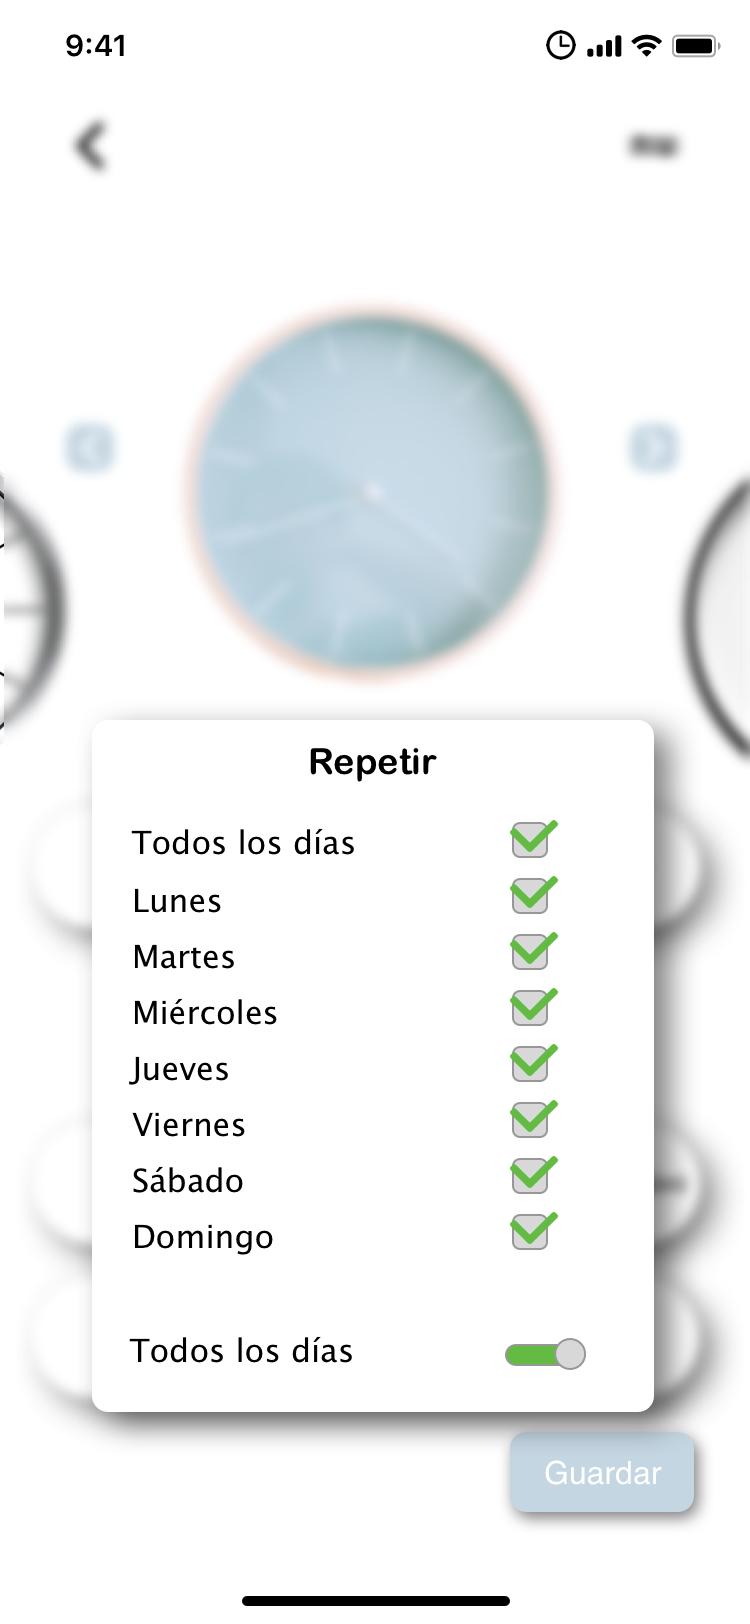 9:41
Repetir
Todos los días
Lunes
Martes
Miércoles
Jueves
Viernes
Sábado
Domingo
Todos los días
Guardar